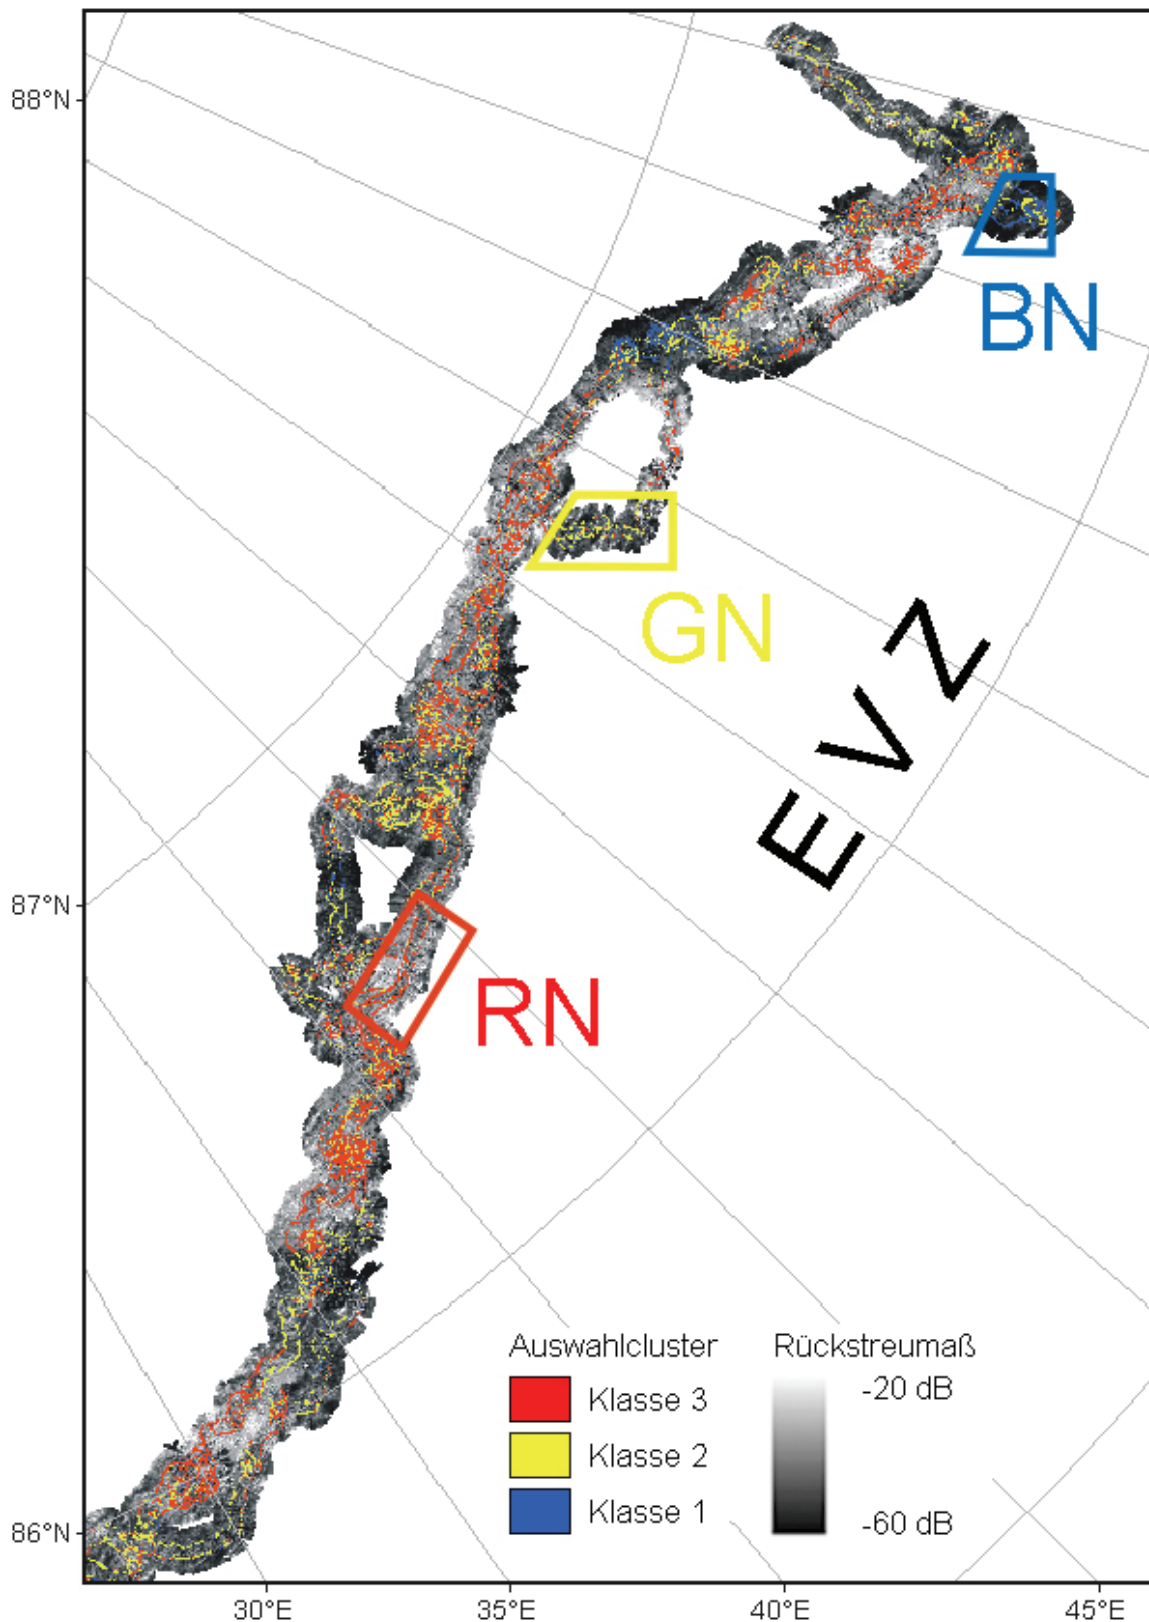 88°N
BN
GN
E V Z
87°N
RN
Auswahlcluster
Klasse 3
Klasse 2
Klasse 1
Rückstreumaß
-20 dB
-60 dB
86°N
30°E 35°E 40°E 45°E